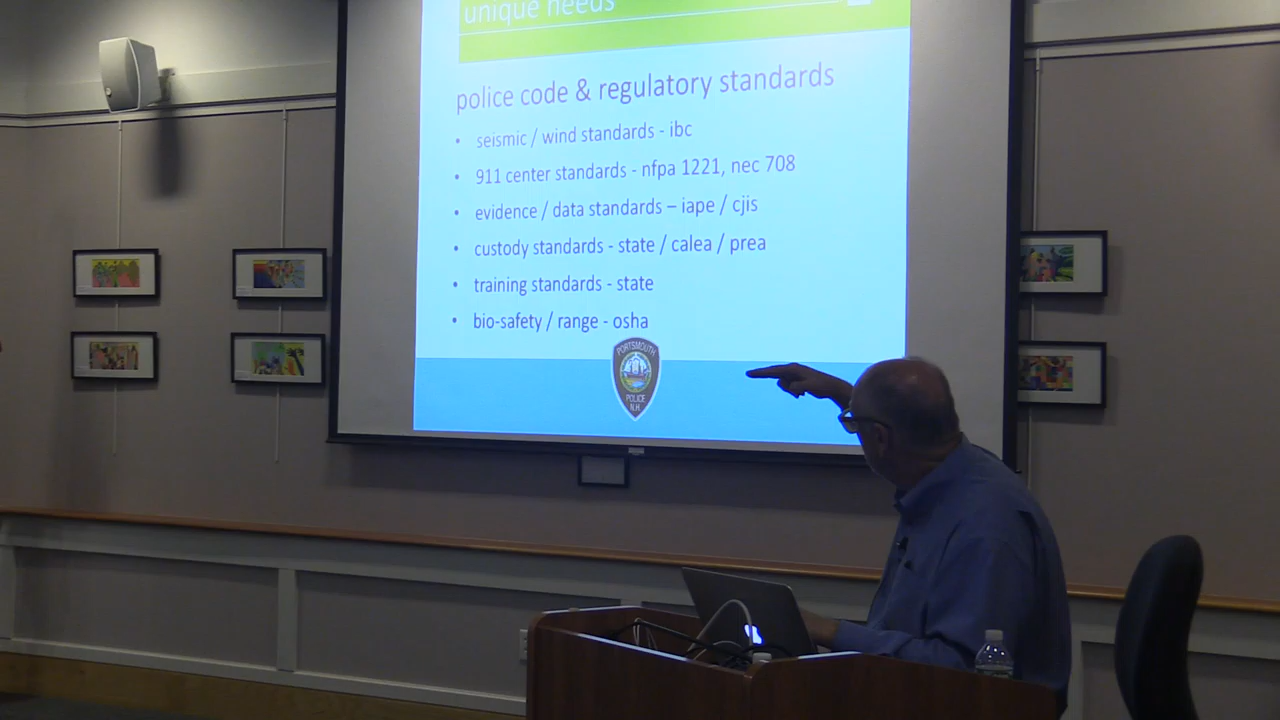 unique needs
police code & regulatory standards
• seismic / wind standards - ibc
• 911 center standards - nfpa 1221, nec 708
• evidence / data standards – iape / cjis
• custody standards - state / calea / prea
• training standards - state
• bio-safety / range - osha
PORTSMOUTH
POLICE
N.H.